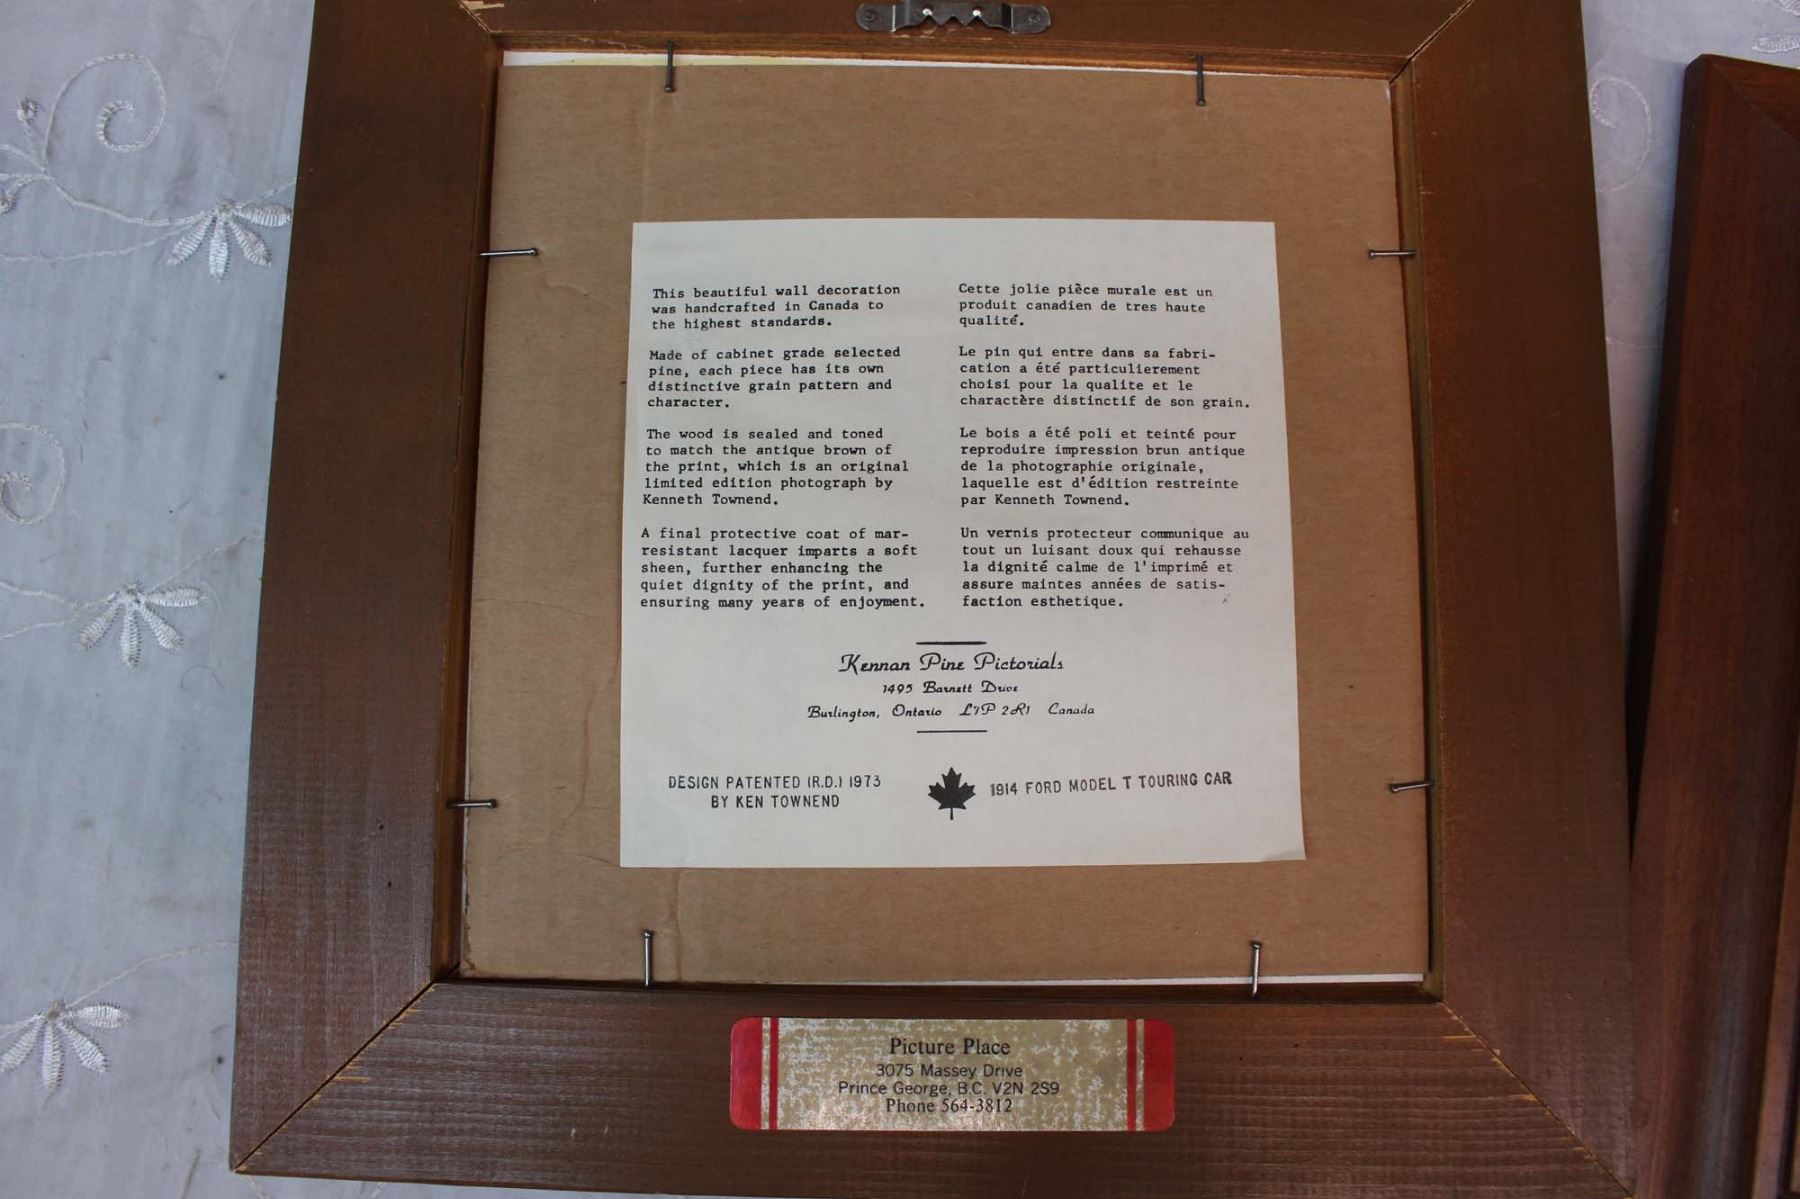 This beautiful wall decoration
was handcrafted in Canada to
the highest standards.
Made of cabinet grade selected
pine, each piece has its own
distinctive grain pattern and
character.
The wood is sealed and toned
to match the antique brown of
the print, which is an original
limited edition photograph by
Kenneth Townend.
A final protective coat of mar-
resistant lacquer imparts a soft
sheen, further enhancing the
quiet dignity of the print, and
ensuring many years of enjoyment.
Cette jolie pièce murale est un
produit canadien de tres haute
qualité.
Le pin qui entre dans sa fabri-
cation a été particulierement
choisi pour la qualite et le
charactère distinctif de son grain.
Le bois a été poli et teinté pour
reproduire impression brun antique
de la photographie originale,
laquelle est d'édition restreinte
par Kenneth Townend.
Un vernis protecteur communique au
tout un luisant doux qui rehausse
la dignité calme de l'imprimé et
assure maintes années de satis-
faction esthetique.
Kennan Pine Pictorials
1495 Barnett Drive
Burlington, Ontario L7P 2R1 Canada
DESIGN PATENTED (R.D.) 1973
BY KEN TOWNEND
1914 FORD MODEL T TOURING CAR
Picture Place
3075 Massey Drive
Prince George, B.C. V2N 2S9
Phone 564-3812